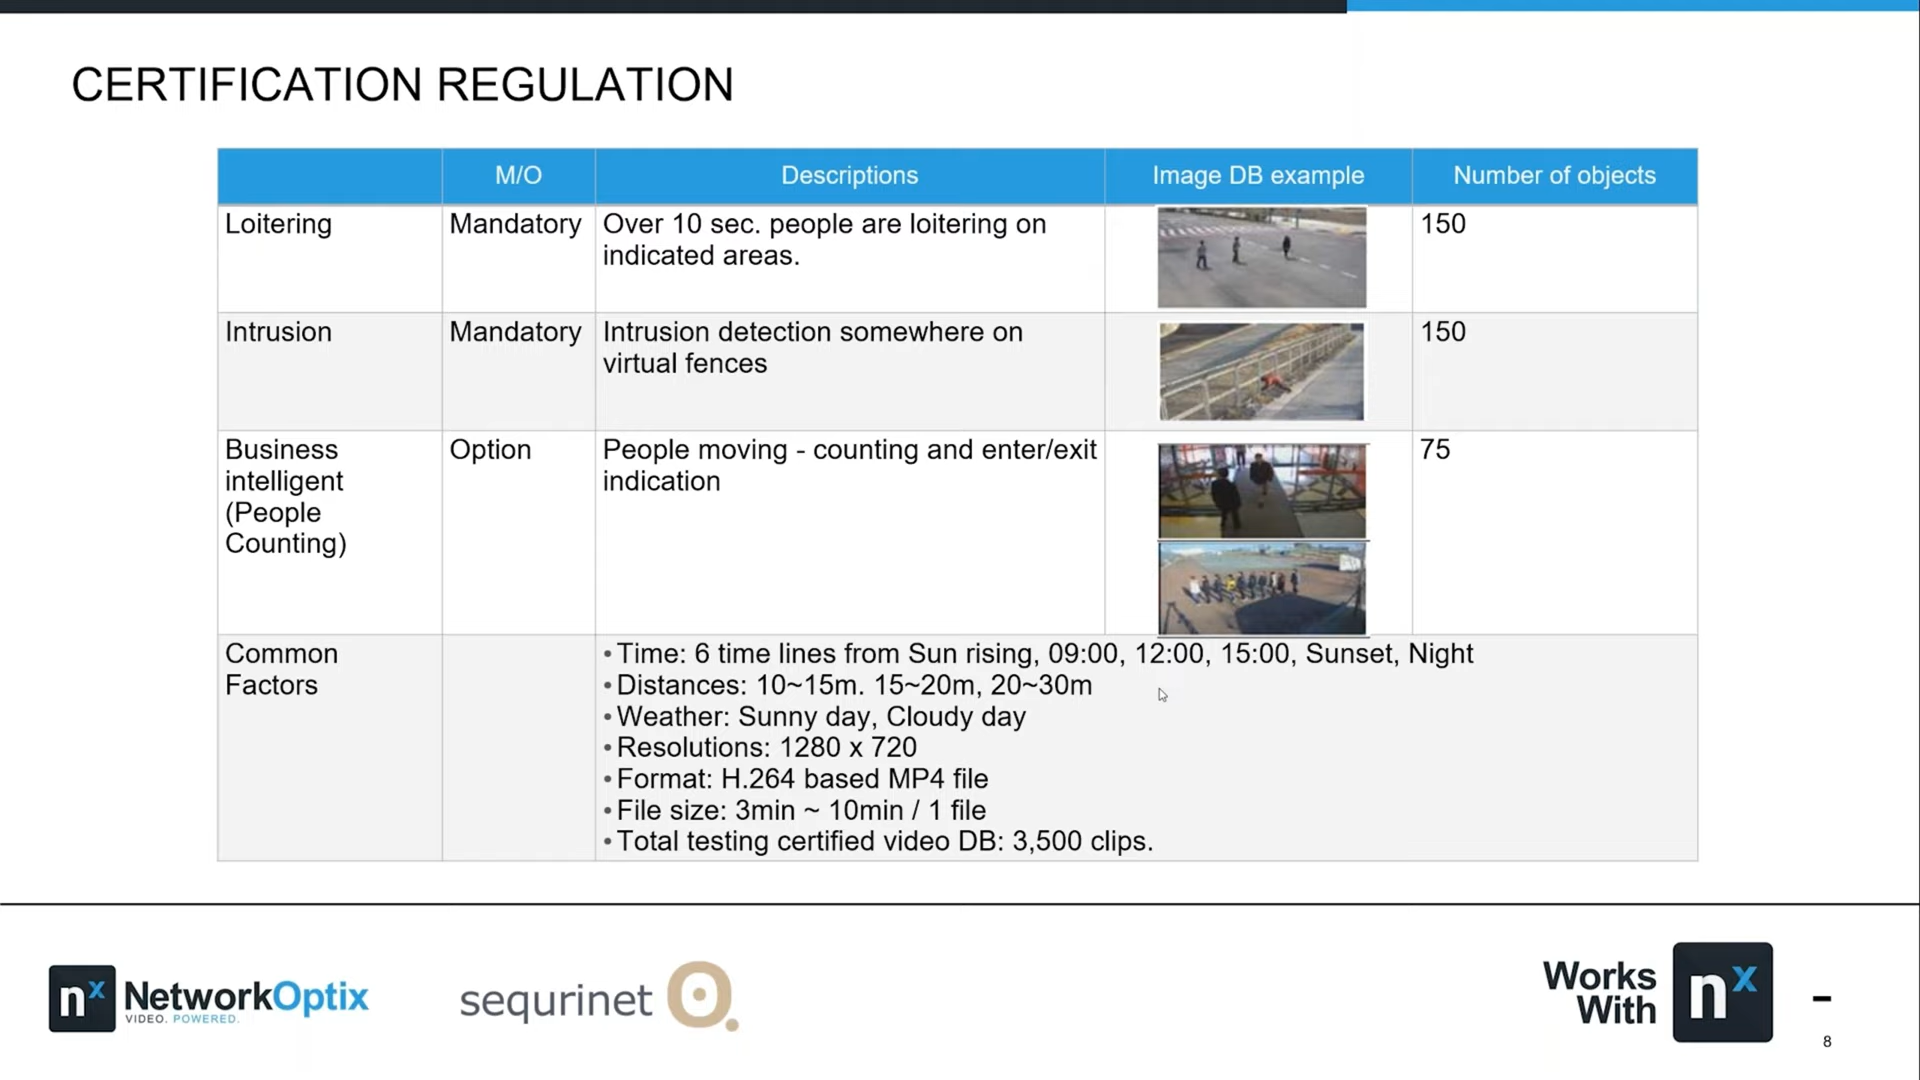 CERTIFICATION REGULATION
M/O
Descriptions
Image DB example
Number of objects
Loitering
Mandatory
Over 10 sec. people are loitering on
indicated areas.
150
Intrusion
Mandatory
Intrusion detection somewhere on
virtual fences
150
Business
intelligent
(People
Counting)
Option
People moving - counting and enter/exit
indication
75
Common
Factors
• Time: 6 time lines from Sun rising, 09:00, 12:00, 15:00, Sunset, Night
• Distances: 10~15m. 15~20m, 20~30m
• Weather: Sunny day, Cloudy day
• Resolutions: 1280 x 720
• Format: H.264 based MP4 file
• File size: 3min ~ 10min / 1 file
• Total testing certified video DB: 3,500 clips.
nx NetworkOptix
VIDEO. POWERED.
sequrinet
Works
With
nx
8